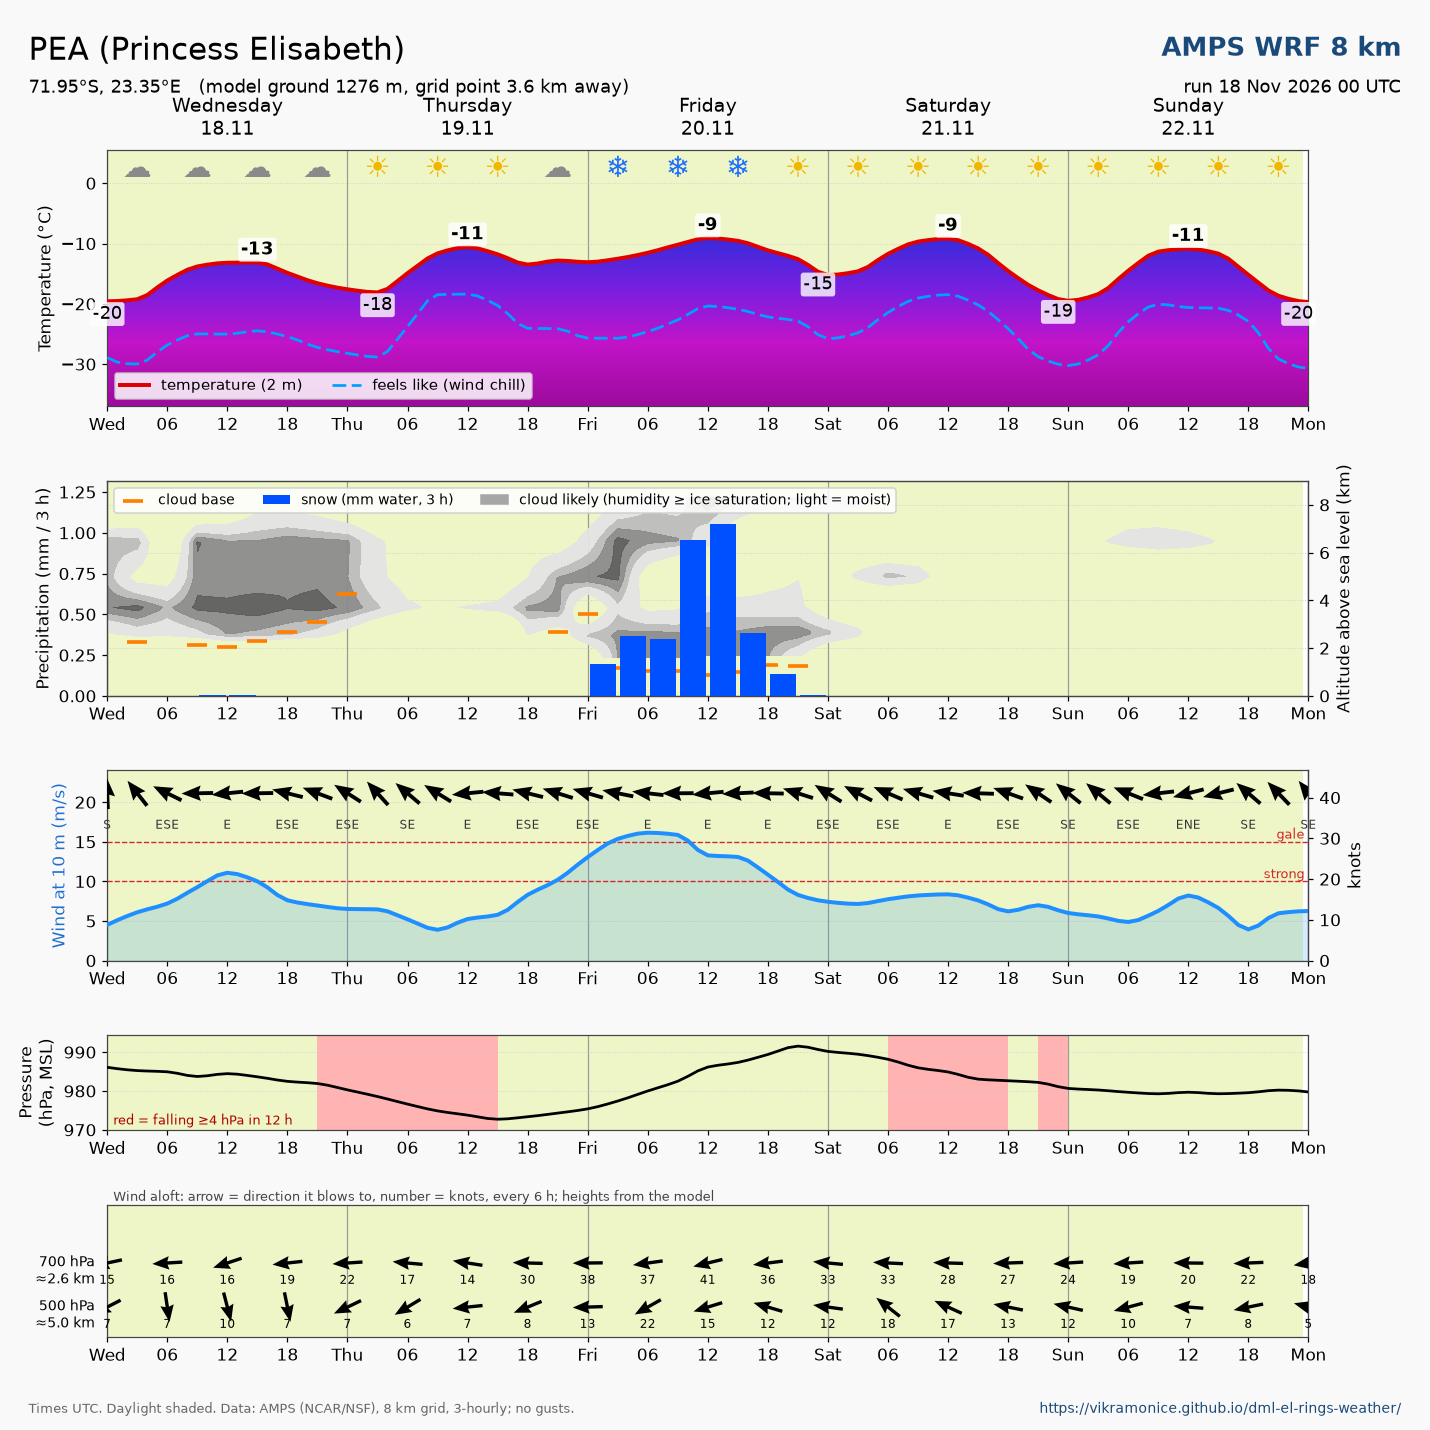 PEA (Princess Elisabeth)
AMPS WRF 8 km
71.95°S, 23.35°E (model ground 1276 m, grid point 3.6 km away)
run 18 Nov 2026 00 UTC
Wednesday Thursday Friday Saturday Sunday
18.11 19.11 20.11 21.11 22.11
Temperature (°C)
0
−10
−20
−30
-20 -13 -18 -11 -9 -15 -9 -19 -11 -20
temperature (2 m) feels like (wind chill)
Wed 06 12 18 Thu 06 12 18 Fri 06 12 18 Sat 06 12 18 Sun 06 12 18 Mon
Precipitation (mm / 3 h)
1.25
1.00
0.75
0.50
0.25
0.00
cloud base snow (mm water, 3 h) cloud likely (humidity ≥ ice saturation; light = moist)
8
6
4
2
0
Altitude above sea level (km)
Wed 06 12 18 Thu 06 12 18 Fri 06 12 18 Sat 06 12 18 Sun 06 12 18 Mon
Wind at 10 m (m/s)
20
15
10
5
0
S ESE E ESE ESE SE E ESE ESE E E E ESE ESE E ESE SE ESE ENE SE SE
gale
strong
40
30
20
10
0
knots
Wed 06 12 18 Thu 06 12 18 Fri 06 12 18 Sat 06 12 18 Sun 06 12 18 Mon
Pressure
(hPa, MSL)
990
980
970
red = falling ≥4 hPa in 12 h
Wed 06 12 18 Thu 06 12 18 Fri 06 12 18 Sat 06 12 18 Sun 06 12 18 Mon
Wind aloft: arrow = direction it blows to, number = knots, every 6 h; heights from the model
700 hPa
≈2.6 km 15 16 16 19 22 17 14 30 38 37 41 36 33 33 28 27 24 19 20 22 18
500 hPa
≈5.0 km 7 7 10 7 7 6 7 8 13 22 15 12 12 18 17 13 12 10 7 8 5
Wed 06 12 18 Thu 06 12 18 Fri 06 12 18 Sat 06 12 18 Sun 06 12 18 Mon
Times UTC. Daylight shaded. Data: AMPS (NCAR/NSF), 8 km grid, 3-hourly; no gusts.
https://vikramonice.github.io/dml-el-rings-weather/